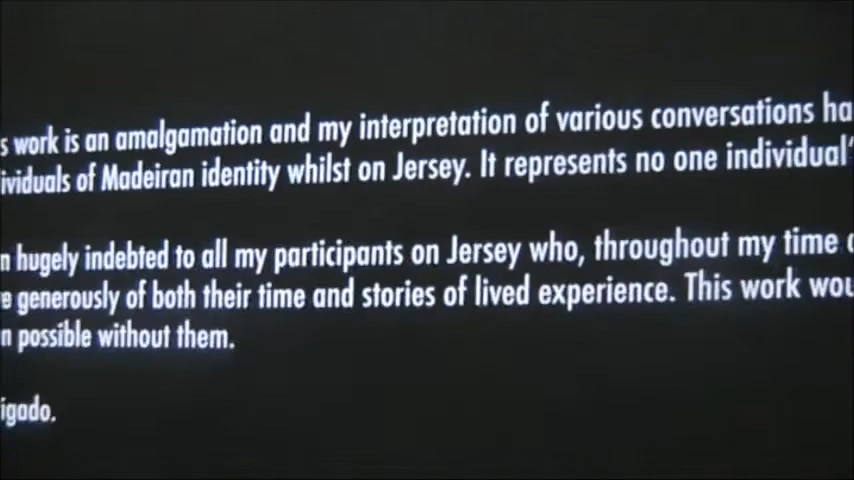 s work is an amalgamation and my interpretation of various conversations ha
ividuals of Madeiran identity whilst on Jersey. It represents no one individual'
n hugely indebted to all my participants on Jersey who, throughout my time
e generously of both their time and stories of lived experience. This work wou
n possible without them.
igado.